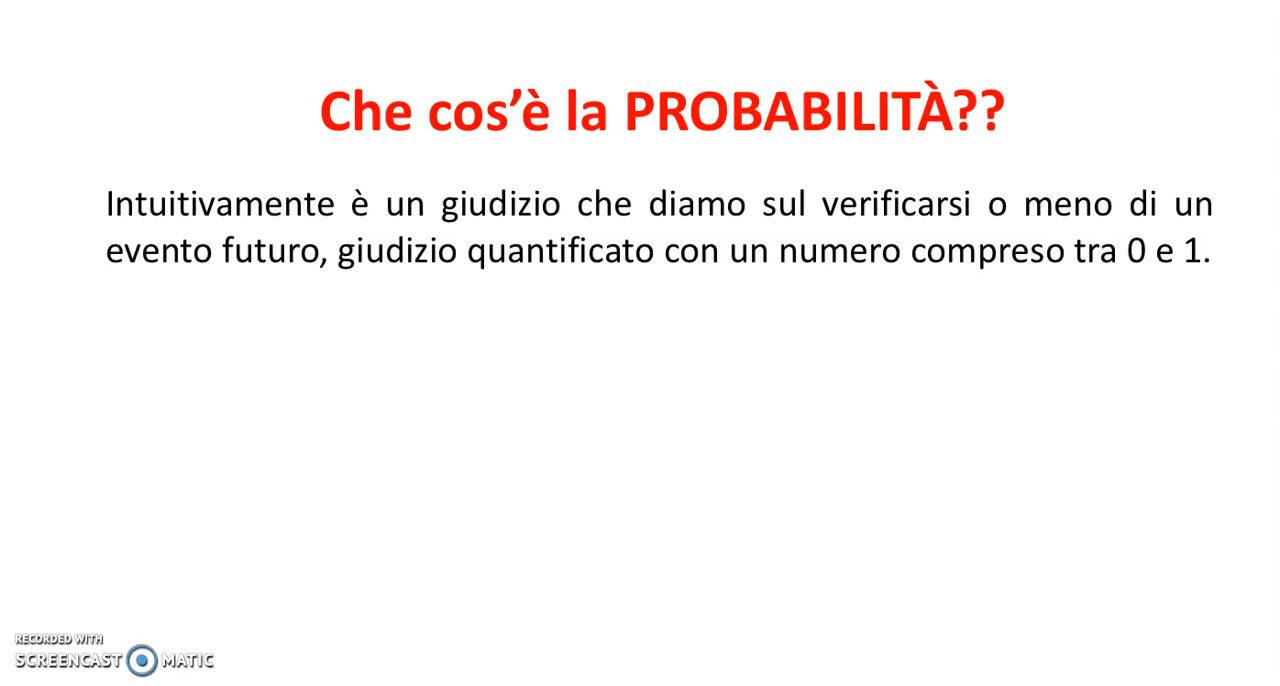 Che cos’è la PROBABILITÀ??
Intuitivamente è un giudizio che diamo sul verificarsi o meno di un
evento futuro, giudizio quantificato con un numero compreso tra 0 e 1.
RECORDED WITH
SCREENCAST MATIC